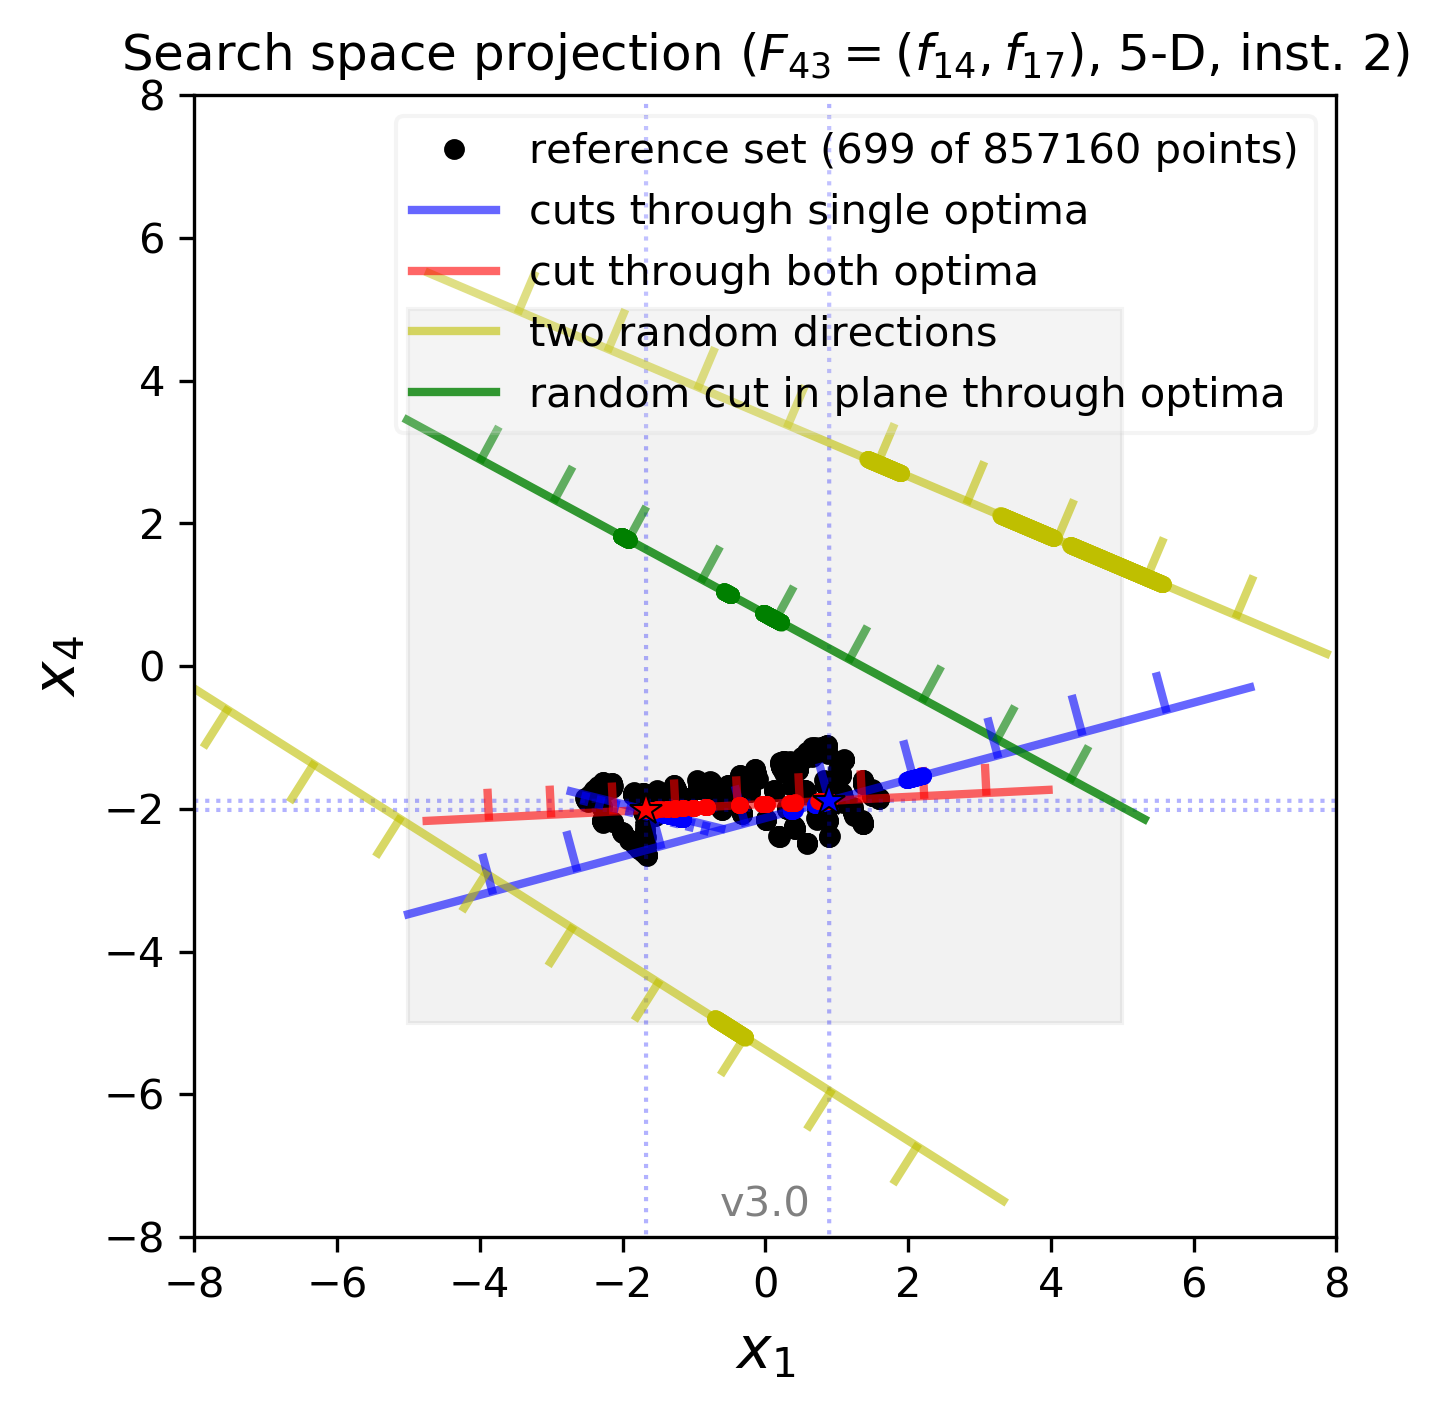 Search space projection (F43 = (f14, f17), 5-D, inst. 2)
reference set (699 of 857160 points)
cuts through single optima
cut through both optima
two random directions
random cut in plane through optima
8
6
4
2
0
−2
−4
−6
−8
x4
v3.0
−8 −6 −4 −2 0 2 4 6 8
x1